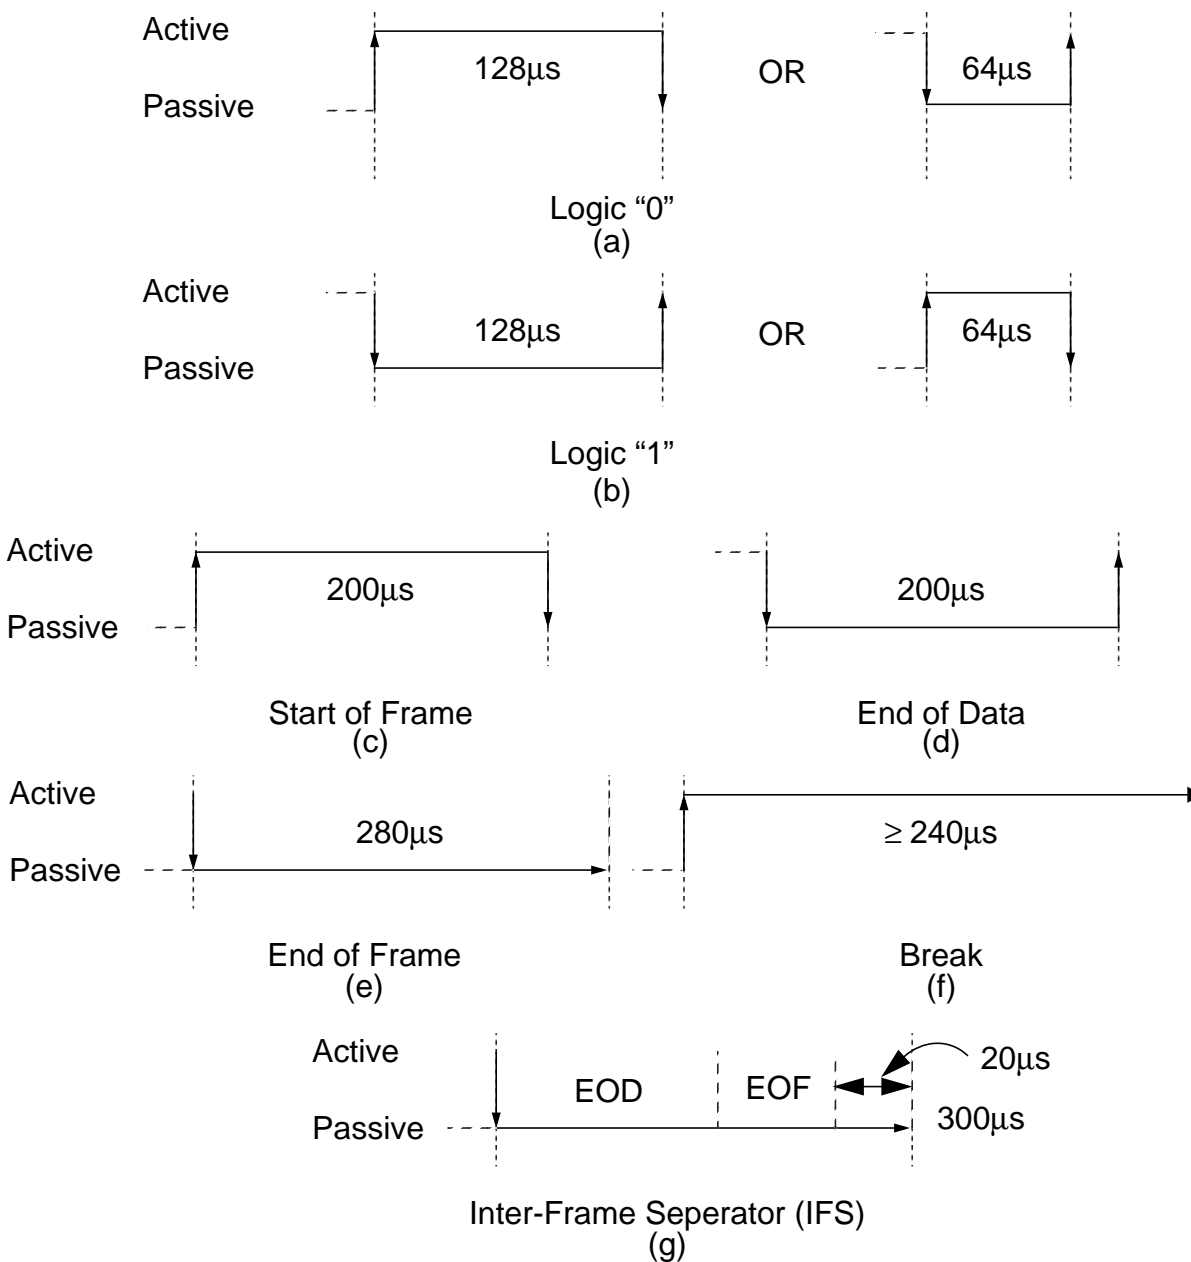 Active
128μs
OR
64μs
Passive
Logic “0”
(a)
Active
128μs
OR
64μs
Passive
Logic “1”
(b)
Active
200μs
200μs
Passive
Start of Frame
(c)
End of Data
(d)
Active
280μs
≥ 240μs
Passive
End of Frame
(e)
Break
(f)
Active
EOD
EOF
20μs
Passive
300μs
Inter-Frame Seperator (IFS)
(g)